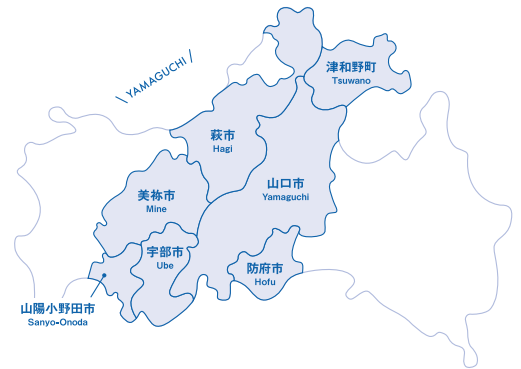 \ YAMAGUCHI /
津和野町
Tsuwano
萩市
Hagi
山口市
Yamaguchi
美祢市
Mine
宇部市
Ube
防府市
Hofu
山陽小野田市
Sanyo-Onoda